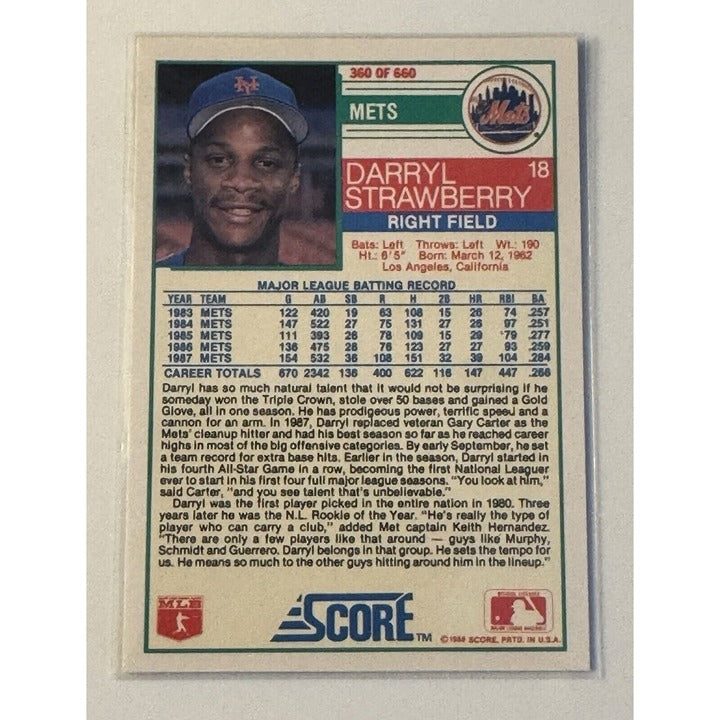 360 OF 660
METS
Mets
NY
DARRYL 18
STRAWBERRY
RIGHT FIELD
Bats: Left Throws: Left Wt.: 190
Ht.: 6'5" Born: March 12, 1962
Los Angeles, California
MAJOR LEAGUE BATTING RECORD
YEAR TEAM G AB SB R H 2B HR RBI BA
1983 METS 122 420 19 63 108 15 26 74 .257
1984 METS 147 522 27 75 131 27 26 97 .251
1985 METS 111 393 26 78 109 15 29 79 .277
1986 METS 136 475 28 76 123 27 27 93 .259
1987 METS 154 532 36 108 151 32 39 104 .284
CAREER TOTALS 670 2342 136 400 622 116 147 447 .266
Darryl has so much natural talent that it would not be surprising if he
someday won the Triple Crown, stole over 50 bases and gained a Gold
Glove, all in one season. He has prodigeous power, terrific speed and a
cannon for an arm. In 1987, Darryl replaced veteran Gary Carter as the
Mets' cleanup hitter and had his best season so far as he reached career
highs in most of the big offensive categories. By early September, he set
a team record for extra base hits. Earlier in the season, Darryl started in
his fourth All-Star Game in a row, becoming the first National Leaguer
ever to start in his first four full major league seasons. "You look at him,"
said Carter, "and you see talent that's unbelievable."
Darryl was the first player picked in the entire nation in 1980. Three
years later he was the N.L. Rookie of the Year. "He's really the type of
player who can carry a club," added Met captain Keith Hernandez.
"There are only a few players like that around — guys like Murphy,
Schmidt and Guerrero. Darryl belongs in that group. He sets the tempo for
us. He means so much to the other guys hitting around him in the lineup."
MLB
SCORE TM
© 1988 SCORE, PRTD. IN U.S.A.